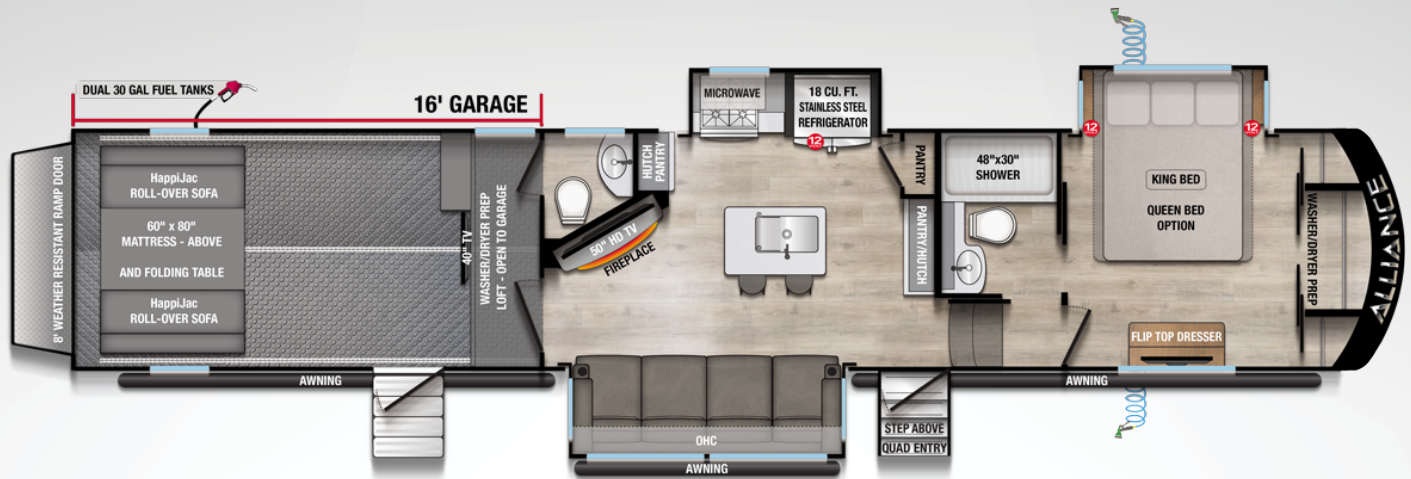 DUAL 30 GAL FUEL TANKS
16' GARAGE
8' WEATHER RESISTANT RAMP DOOR
HappiJac
ROLL-OVER SOFA
60" x 80"
MATTRESS - ABOVE
AND FOLDING TABLE
HappiJac
ROLL-OVER SOFA
40" TV
WASHER/DRYER PREP
LOFT - OPEN TO GARAGE
HUTCH
PANTRY
50" HD TV
FIREPLACE
MICROWAVE
18 CU. FT.
STAINLESS STEEL
REFRIGERATOR
12
PANTRY
PANTRY/HUTCH
48"x30"
SHOWER
12
12
KING BED
QUEEN BED
OPTION
WASHER/DRYER PREP
ALLIANCE
FLIP TOP DRESSER
AWNING
OHC
AWNING
STEP ABOVE
QUAD ENTRY
AWNING